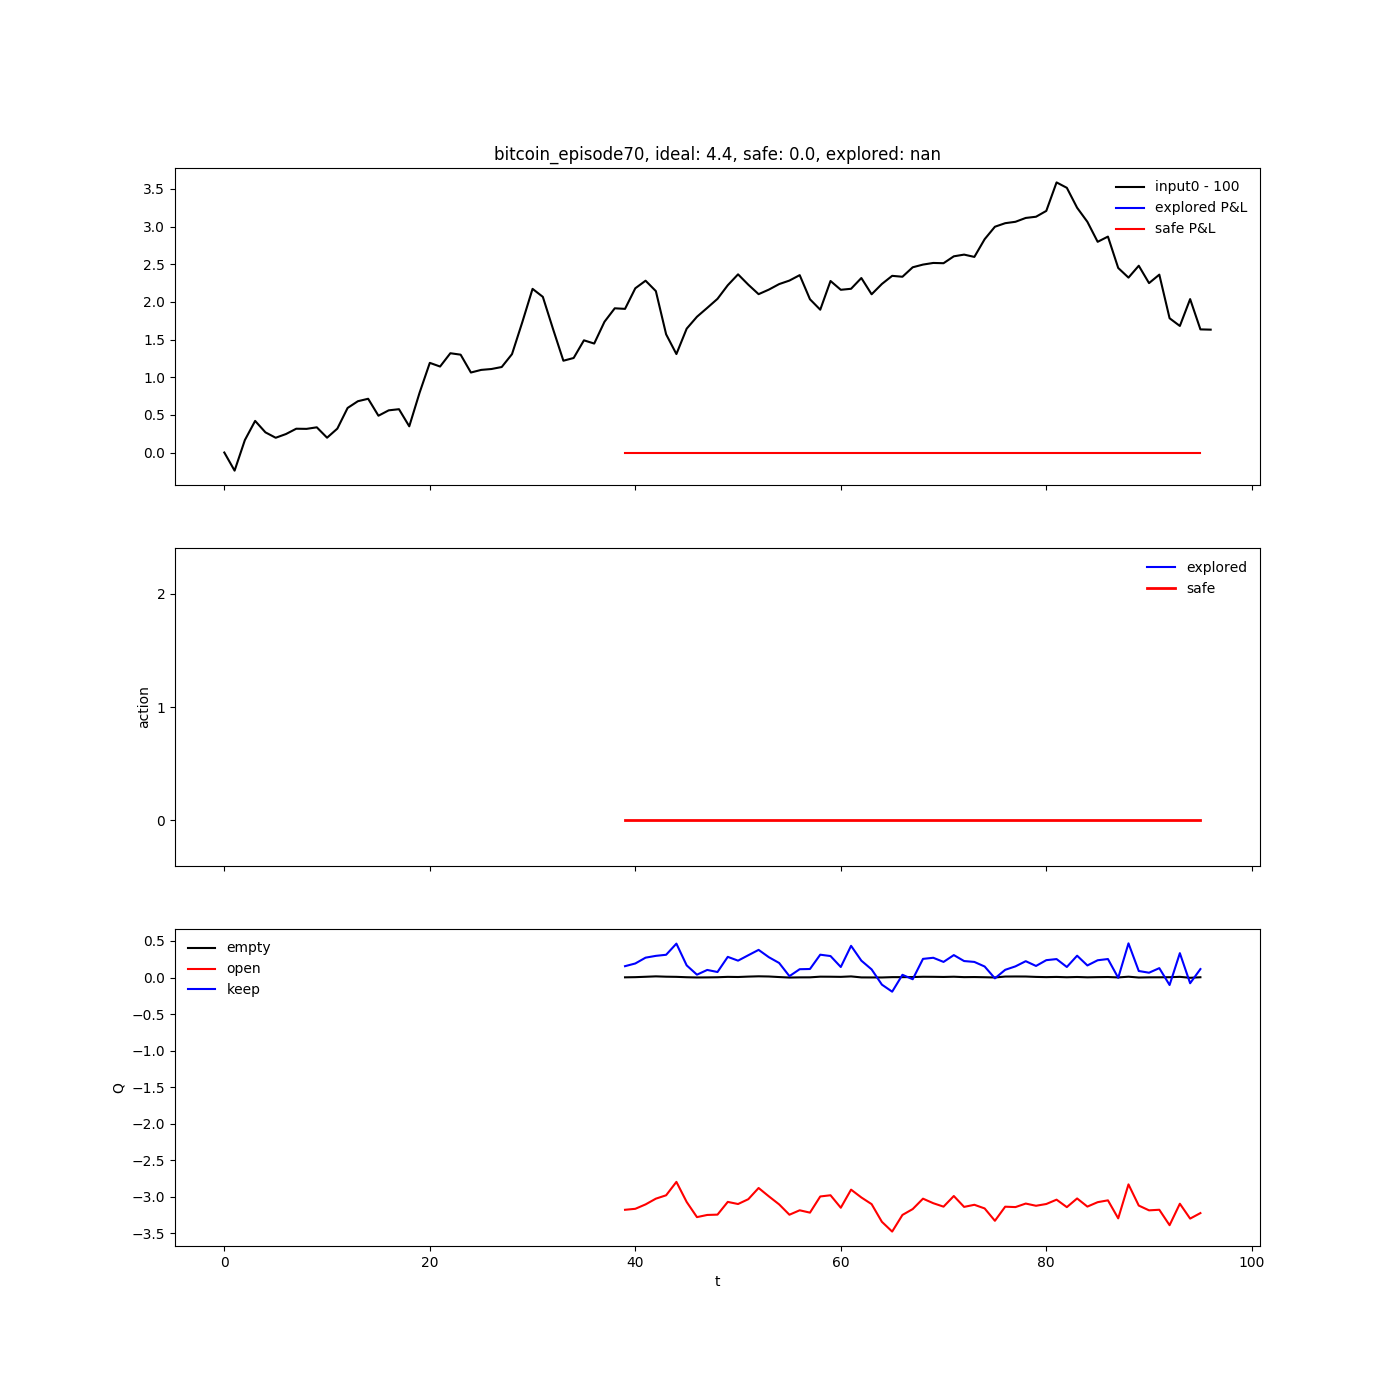 bitcoin_episode70, ideal: 4.4, safe: 0.0, explored: nan
3.5
3.0
2.5
2.0
1.5
1.0
0.5
0.0
input0 - 100
explored P&L
safe P&L
action
2
1
0
explored
safe
Q
0.5
0.0
−0.5
−1.0
−1.5
−2.0
−2.5
−3.0
−3.5
empty
open
keep
0 20 40 60 80 100
t